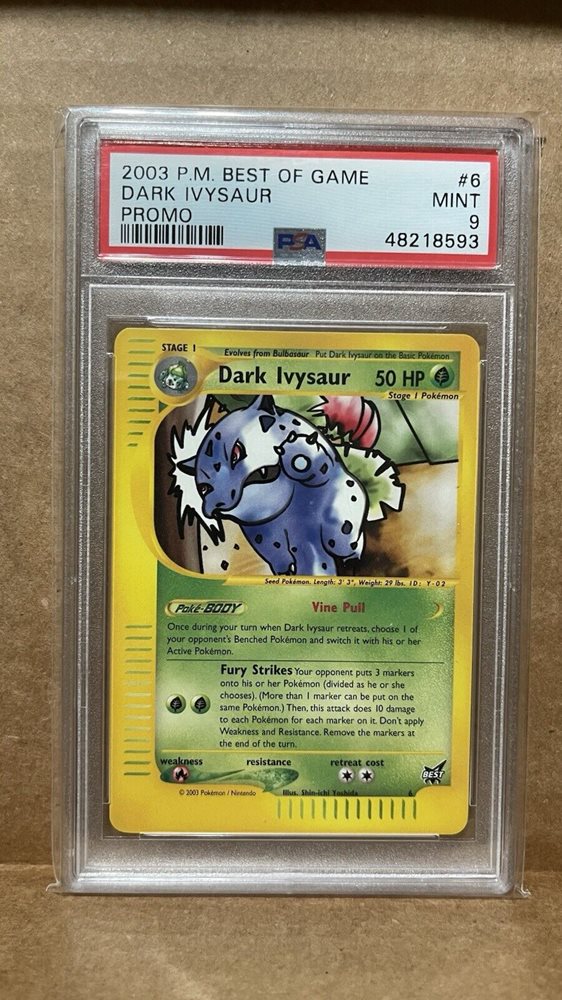 2003 P.M. BEST OF GAME #6
DARK IVYSAUR MINT
PROMO 9
PSA 48218593
STAGE 1 Evolves from Bulbasaur Put Dark Ivysaur on the Basic Pokémon
Dark Ivysaur 50 HP
Stage 1 Pokémon
Seed Pokémon. Length: 3' 3", Weight: 29 lbs. ID: Y-02
Poké-BODY Vine Pull
Once during your turn when Dark Ivysaur retreats, choose 1 of
your opponent's Benched Pokémon and switch it with his or her
Active Pokémon.
Fury Strikes Your opponent puts 3 markers
onto his or her Pokémon (divided as he or she
chooses). (More than 1 marker can be put on the
same Pokémon.) Then, this attack does 10 damage
to each Pokémon for each marker on it. Don't apply
Weakness and Resistance. Remove the markers at
the end of the turn.
weakness resistance retreat cost
BEST
© 2003 Pokémon / Nintendo Illus. Shin-ichi Yoshida 6